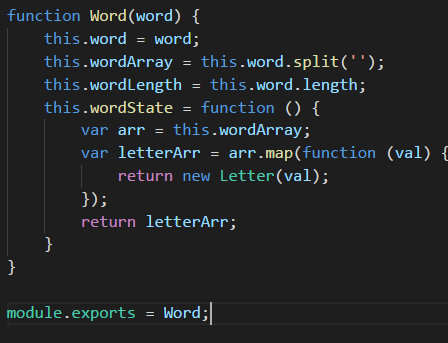 function Word(word) {
    this.word = word;
    this.wordArray = this.word.split('');
    this.wordLength = this.word.length;
    this.wordState = function () {
        var arr = this.wordArray;
        var letterArr = arr.map(function (val) {
            return new Letter(val);
        });
        return letterArr;
    }
}

module.exports = Word;